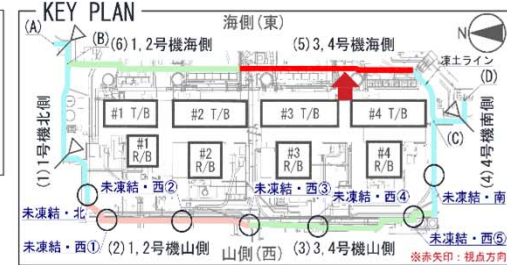 KEY PLAN
海側(東)
N
(A)
(B)
(6)1,2号機海側
(5)3,4号機海側
凍土ライン
(D)
#1 T/B
#2 T/B
#3 T/B
#4 T/B
(C)
(1)1号機北側
#1
R/B
#2
R/B
#3
R/B
#4
R/B
(4)4号機南側
未凍結・西②
未凍結・西③
未凍結・西④
未凍結・北
未凍結・南
未凍結・西①
(2)1,2号機山側
山側(西)
(3)3,4号機山側
未凍結・西⑤
※赤矢印:視点方向